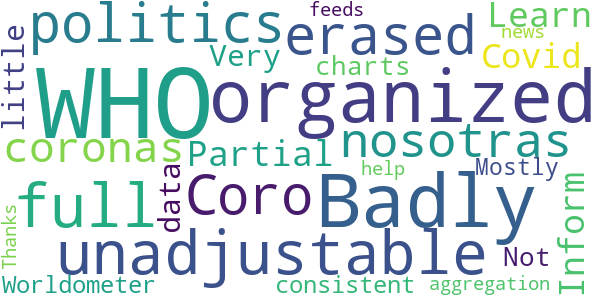 feeds
politics
erased
Learn
news
Very
Covid
charts
little
WHO
organized
coronas
Partial
nosotras
Mostly
help
full
data
Coro
Badly
Inform
Thanks
unadjustable
Not
Worldometer
consistent
aggregation